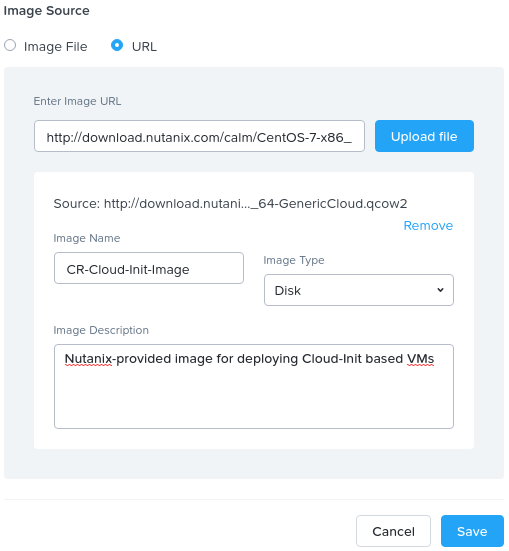 Image Source
Image File
URL
Enter Image URL
http://download.nutanix.com/calm/CentOS-7-x86_
Upload file
Source: http://download.nutani..._64-GenericCloud.qcow2
Remove
Image Name
CR-Cloud-Init-Image
Image Type
Disk
Image Description
Nutanix-provided image for deploying Cloud-Init based VMs
Cancel
Save